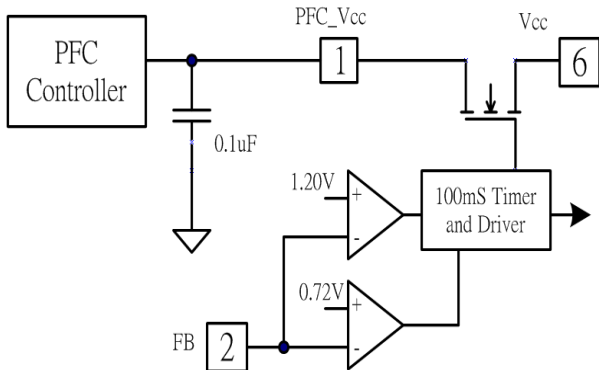 PFC_Vcc
Vcc
PFC
Controller
1
6
0.1uF
1.20V
+
-
100mS Timer
and Driver
0.72V
+
-
FB
2